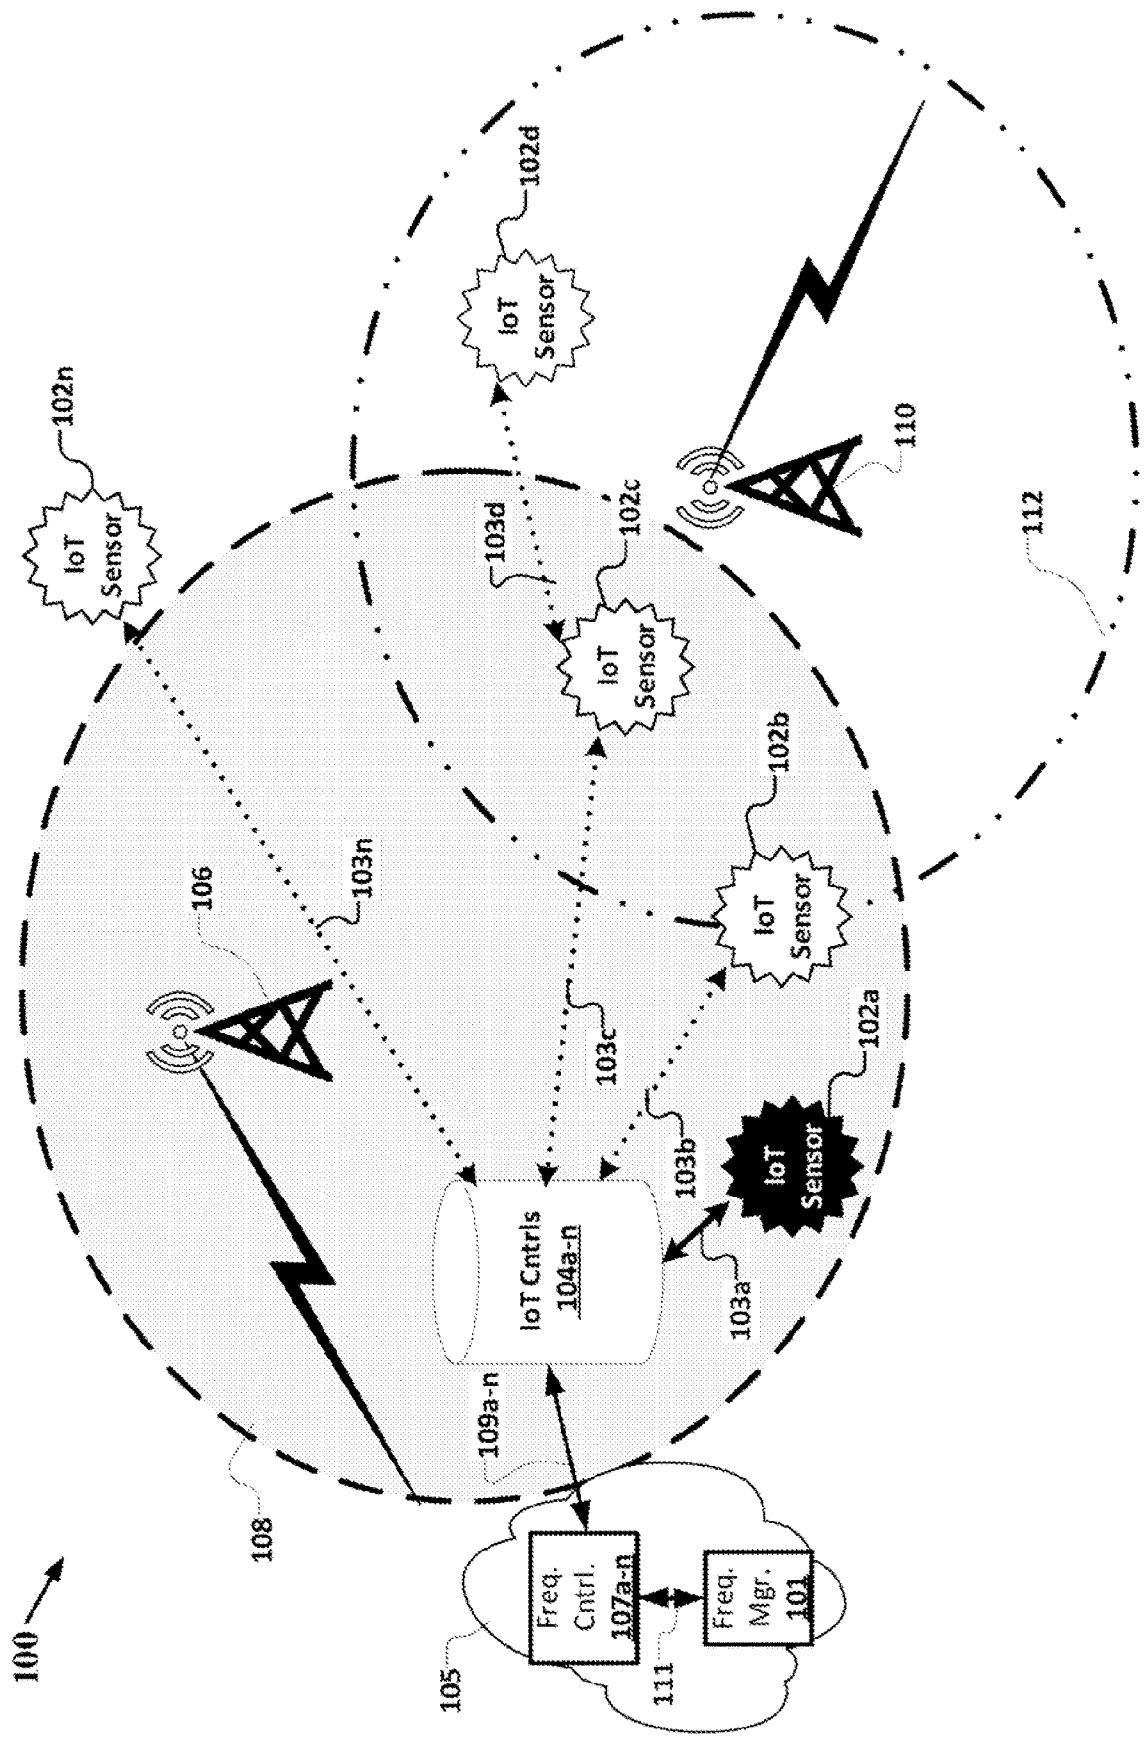 100
108
106
102n
IoT
Sensor
103n
105
109a-n
Freq.
Cntrl.
107a-n
111
Freq.
Mgr.
101
IoT Cntrls
104a-n
103a
103b
103c
103d
IoT
Sensor
102a
IoT
Sensor
102b
IoT
Sensor
102c
IoT
Sensor
102d
110
112